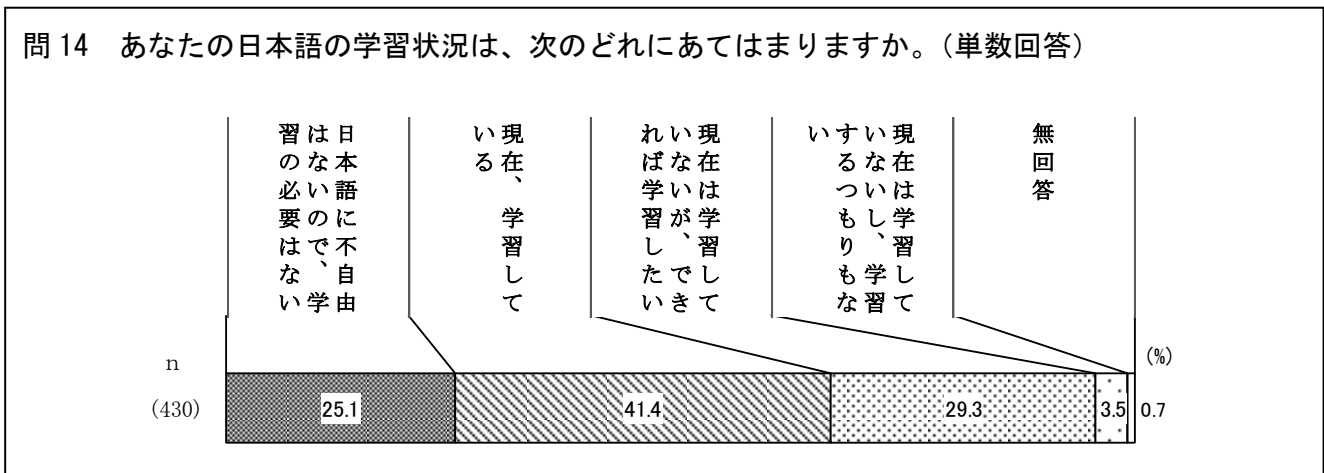 問 14　あなたの日本語の学習状況は、次のどれにあてはまりますか。（単数回答）
日本語に不自由
はないので、学
習の必要はない
現在、学習して
いる
現在は学習して
いないが、でき
れば学習したい
現在は学習して
いないし、学習
するつもりもな
い
無回答
(%)
n
(430)
25.1
41.4
29.3
3.5
0.7